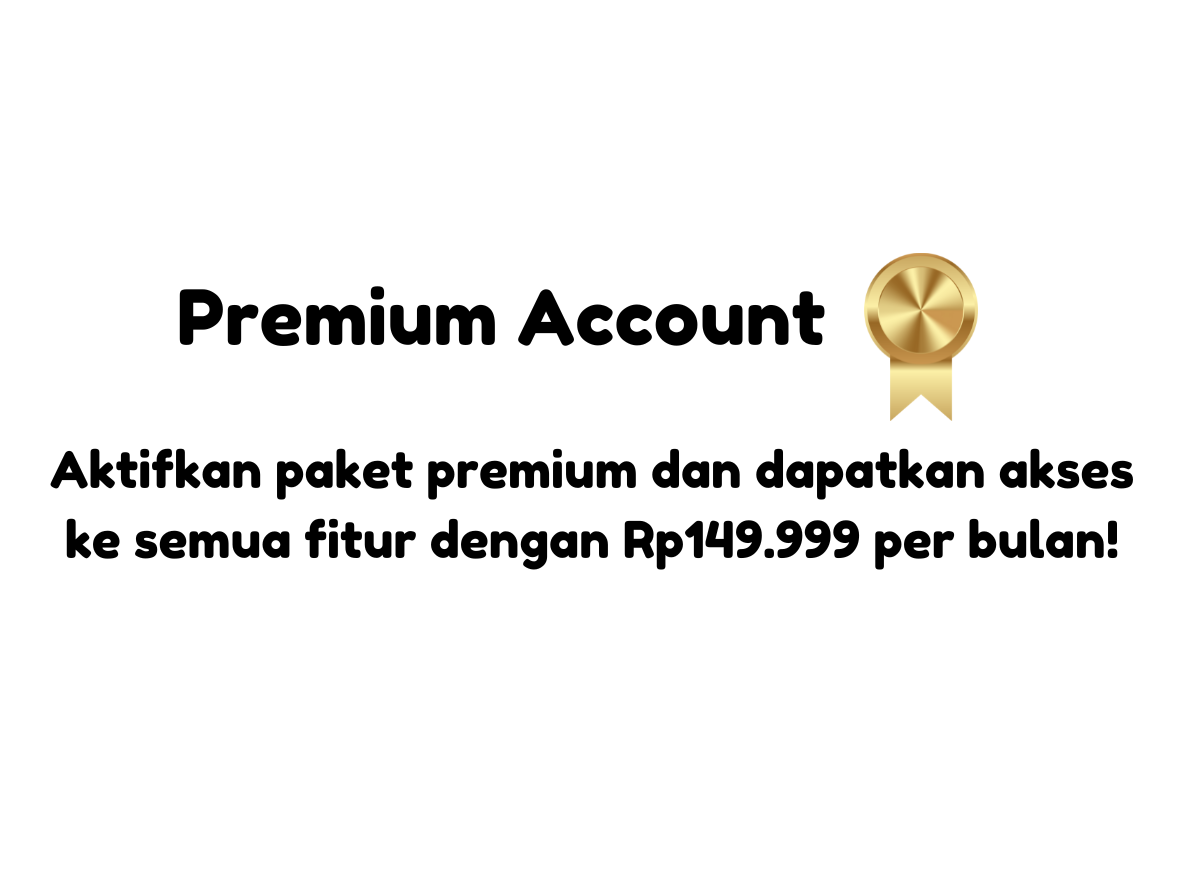 Premium Account
Aktifkan paket premium dan dapatkan akses
ke semua fitur dengan Rp149.999 per bulan!